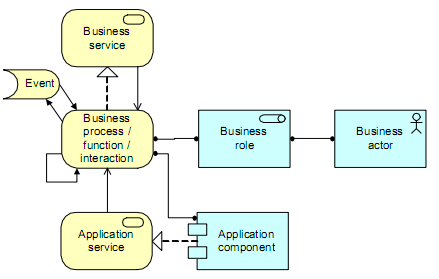 Business
service
Event
Business
process /
function /
interaction
Business
role
Business
actor
Application
service
Application
component